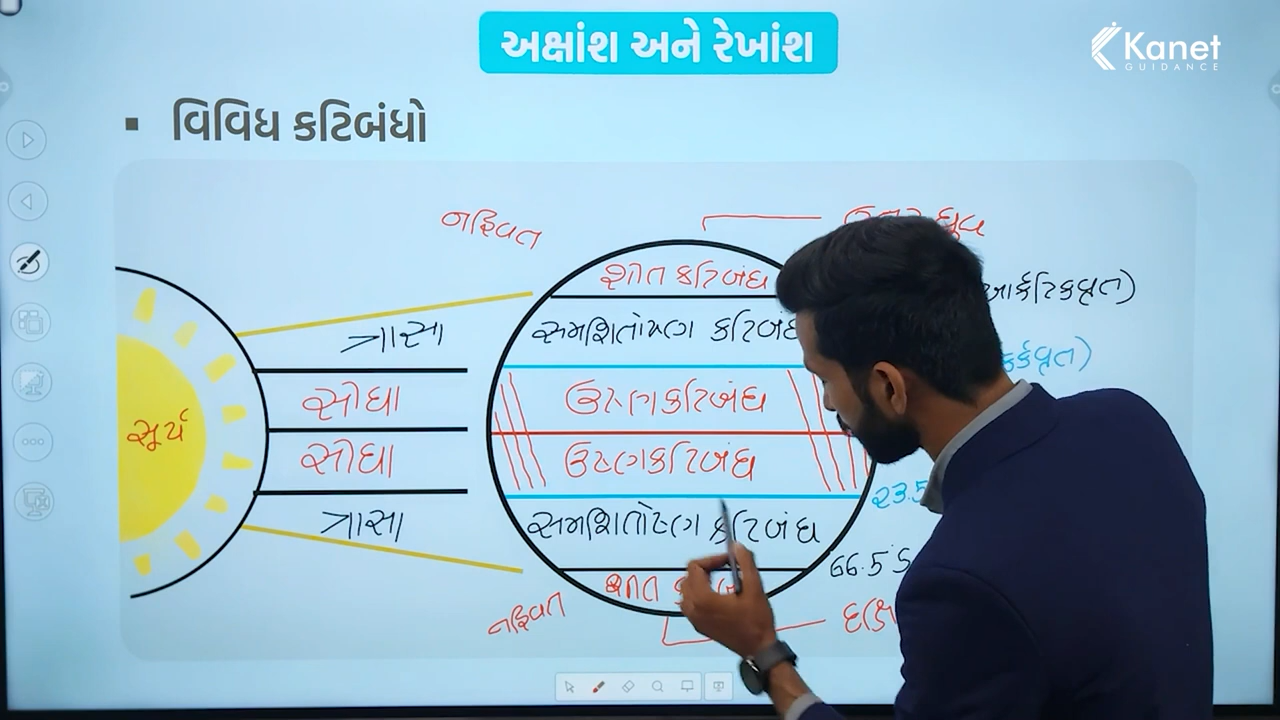 અક્ષાંશ અને રેખાંશ
Kanet
GUIDANCE
વિવિધ કટિબંધો
નહિવત
શીત કટિબંધ
આર્કટિકવૃત)
ત્રાસા
સમશિતોષ્ણ કટિબંધ
કર્કવૃત)
સીધા
ઉષ્ણકટિબંધ
સૂર્ય
સીધા
ઉષ્ણકટિબંધ
23.5
ત્રાસા
સમશિતોષ્ણ કટિબંધ
66.5
શીત
નહિવત